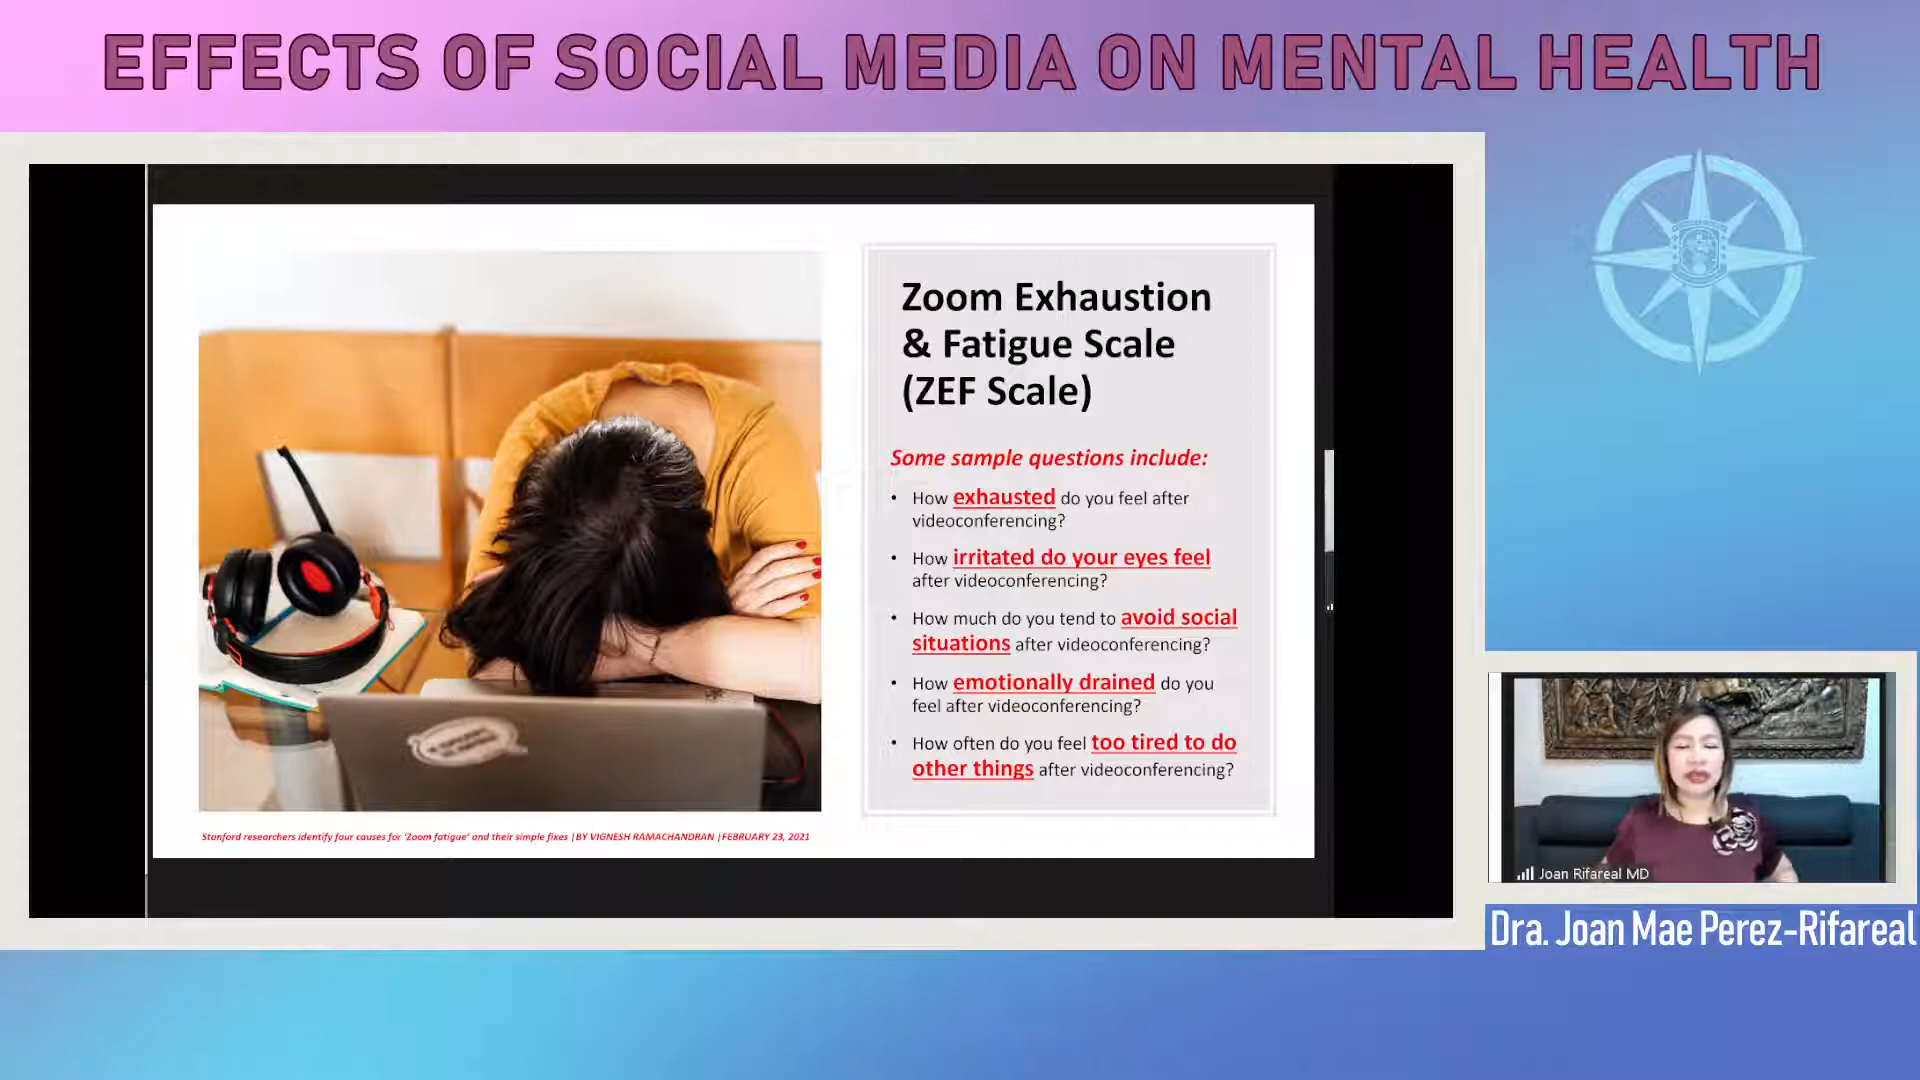 EFFECTS OF SOCIAL MEDIA ON MENTAL HEALTH
Zoom Exhaustion
& Fatigue Scale
(ZEF Scale)
Some sample questions include:
• How exhausted do you feel after
videoconferencing?
• How irritated do your eyes feel
after videoconferencing?
• How much do you tend to avoid social
situations after videoconferencing?
• How emotionally drained do you
feel after videoconferencing?
• How often do you feel too tired to do
other things after videoconferencing?
Stanford researchers identify four causes for 'Zoom fatigue' and their simple fixes |BY VIGNESH RAMACHANDRAN |FEBRUARY 23, 2021
Joan Rifareal MD
Dra. Joan Mae Perez-Rifareal